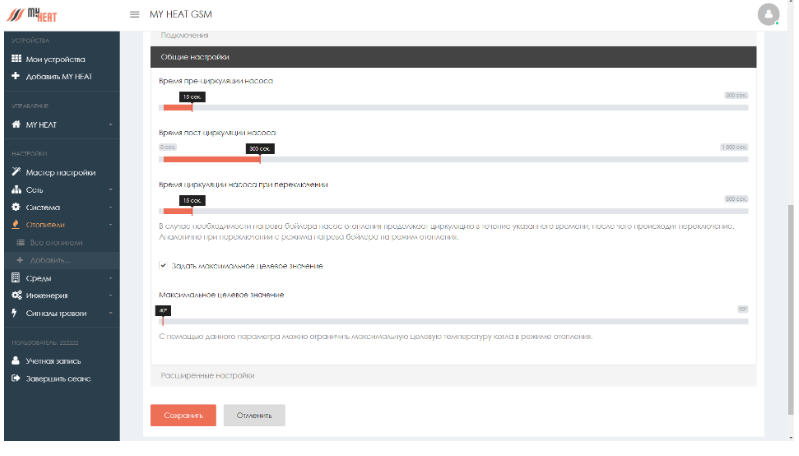 MYHEAT
MY HEAT GSM
УСТРОЙСТВА
Мои устройства
Добавить MY HEAT
УПРАВЛЕНИЕ
MY HEAT
НАСТРОЙКИ
Мастер настройки
Сеть
Система
Отопители
Все отопители
Добавить...
Среды
Инженерия
Сигналы тревоги
ПОЛЬЗОВАТЕЛЬ: zzzzzz
Учетная запись
Завершить сеанс
Подключения
Общие настройки
Время пре-циркуляции насоса
15 сек.
300 сек.
Время пост-циркуляции насоса
0 сек.
300 сек.
1 800 сек.
Время циркуляции насоса при переключении
15 сек.
300 сек.
В случае необходимости нагрева бойлера насос отопления продолжает циркуляцию в течение указанного времени, после чего происходит переключение.
Аналогично при переключении с режима нагрева бойлера на режим отопления.
Задать максимальное целевое значение
Максимальное целевое значение
40°
С помощью данного параметра можно ограничить максимальную целевую температуру котла в режиме отопления.
Расширенные настройки
Сохранить
Отменить